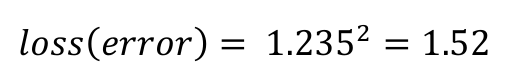 loss(error) = 1.235² = 1.52